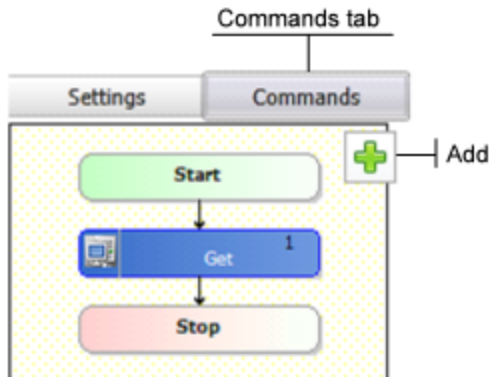 Commands tab
Settings Commands
Add
Start
1
Get
Stop